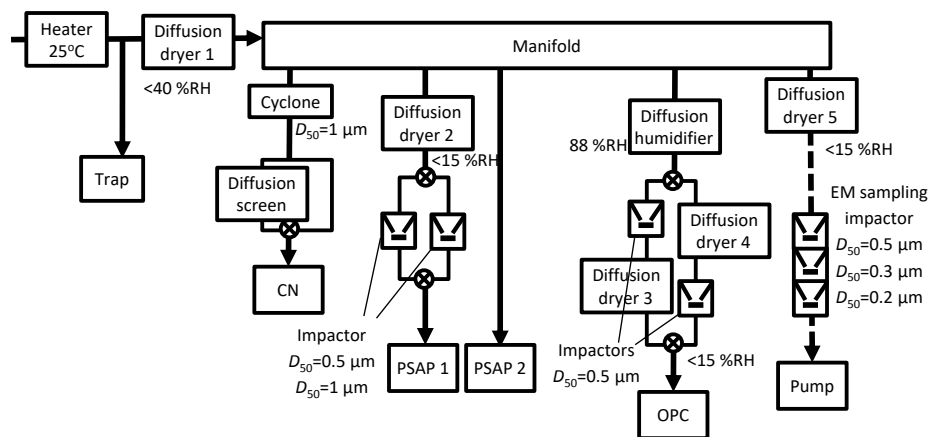 Heater
25°C
Diffusion
dryer 1
Manifold
<40 %RH
Trap
Cyclone
D50=1 μm
Diffusion
screen
CN
Diffusion
dryer 2
<15 %RH
Impactor
D50=0.5 μm
D50=1 μm
PSAP 1
PSAP 2
Diffusion
humidifier
88 %RH
Diffusion
dryer 4
Diffusion
dryer 3
Impactors
D50=0.5 μm
<15 %RH
OPC
Diffusion
dryer 5
<15 %RH
EM sampling
impactor
D50=0.5 μm
D50=0.3 μm
D50=0.2 μm
Pump